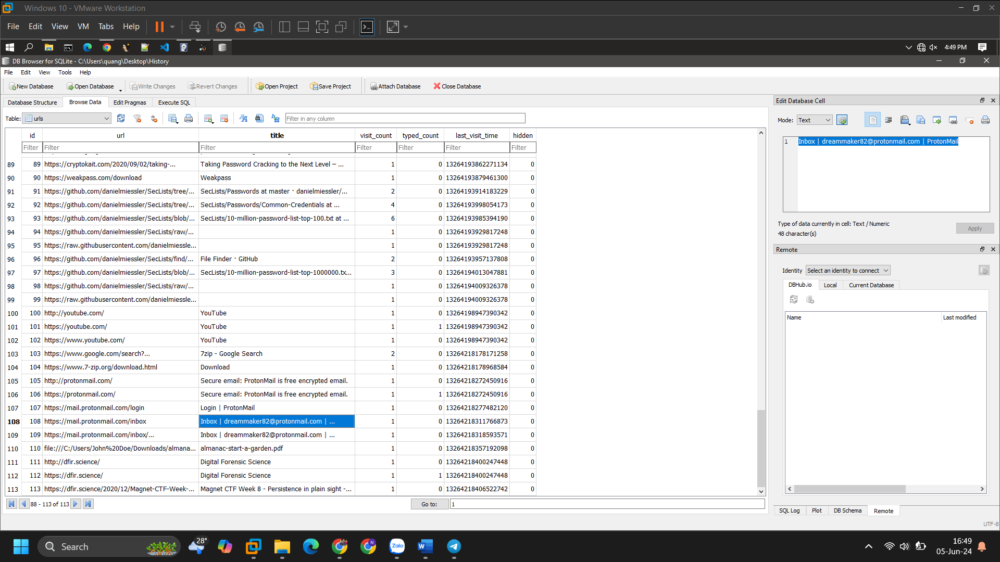 Windows 10 - VMware Workstation
File Edit View VM Tabs Help
4:49 PM
DB Browser for SQLite - C:\Users\quang\Desktop\History
File Edit View Tools Help
New Database Open Database Write Changes Revert Changes Open Project Save Project Attach Database Close Database
Database Structure Browse Data Edit Pragmas Execute SQL
Table: urls Filter in any column
id url title visit_count typed_count last_visit_time hidden
Filter Filter Filter Filter Filter Filter Filter
89 89 https://cryptokait.com/2020/09/02/taking-... Taking Password Cracking to the Next Level – ... 1 0 13264193862271134 0
90 90 https://weakpass.com/download Weakpass 1 0 13264193879461300 0
91 91 https://github.com/danielmiessler/SecLists/tree/... SecLists/Passwords at master · danielmiessler/... 2 0 13264193914183229 0
92 92 https://github.com/danielmiessler/SecLists/tree/... SecLists/Passwords/Common-Credentials at ... 4 0 13264193998054173 0
93 93 https://github.com/danielmiessler/SecLists/blob/... SecLists/10-million-password-list-top-100.txt at ... 6 0 13264193985394190 0
94 94 https://github.com/danielmiessler/SecLists/raw/... 1 0 13264193929817248 0
95 95 https://raw.githubusercontent.com/danielmiessle... 1 0 13264193929817248 0
96 96 https://github.com/danielmiessler/SecLists/find/... File Finder · GitHub 2 0 13264193957137808 0
97 97 https://github.com/danielmiessler/SecLists/blob/... SecLists/10-million-password-list-top-1000000.tx... 3 0 13264194013047881 0
98 98 https://github.com/danielmiessler/SecLists/raw/... 1 0 13264194009326378 0
99 99 https://raw.githubusercontent.com/danielmiessle... 1 0 13264194009326378 0
100 100 http://youtube.com/ YouTube 1 0 13264198947390342 0
101 101 https://youtube.com/ YouTube 1 1 13264198947390342 0
102 102 https://www.youtube.com/ YouTube 1 0 13264198947390342 0
103 103 https://www.google.com/search?... 7zip - Google Search 2 0 13264218178171258 0
104 104 https://www.7-zip.org/download.html Download 1 0 13264218178968584 0
105 105 http://protonmail.com/ Secure email: ProtonMail is free encrypted email. 1 0 13264218272450916 0
106 106 https://protonmail.com/ Secure email: ProtonMail is free encrypted email. 1 1 13264218272450916 0
107 107 https://mail.protonmail.com/login Login | ProtonMail 1 0 13264218277482120 0
108 108 https://mail.protonmail.com/inbox Inbox | dreammaker82@protonmail.com | ... 1 0 13264218311766873 0
109 109 https://mail.protonmail.com/inbox/... Inbox | dreammaker82@protonmail.com | ... 1 0 13264218318593571 0
110 110 file:///C:/Users/John%20Doe/Downloads/almana... almanac-start-a-garden.pdf 1 0 13264218357192098 0
111 111 http://dfir.science/ Digital Forensic Science 1 0 13264218400247448 0
112 112 https://dfir.science/ Digital Forensic Science 1 1 13264218400247448 0
113 113 https://dfir.science/2020/12/Magnet-CTF-Week-... Magnet CTF Week 8 - Persistence in plain sight -... 1 0 13264218406522742 0
88 - 113 of 113 Go to: 1
Edit Database Cell
Mode: Text
1 Inbox | dreammaker82@protonmail.com | ProtonMail
Type of data currently in cell: Text / Numeric
48 character(s)
Apply
Remote
Identity Select an identity to connect
DBHub.io Local Current Database
Name Last modified
SQL Log Plot DB Schema Remote
UTF-8
Search
28°
Zalo
16:49
05-Jun-24